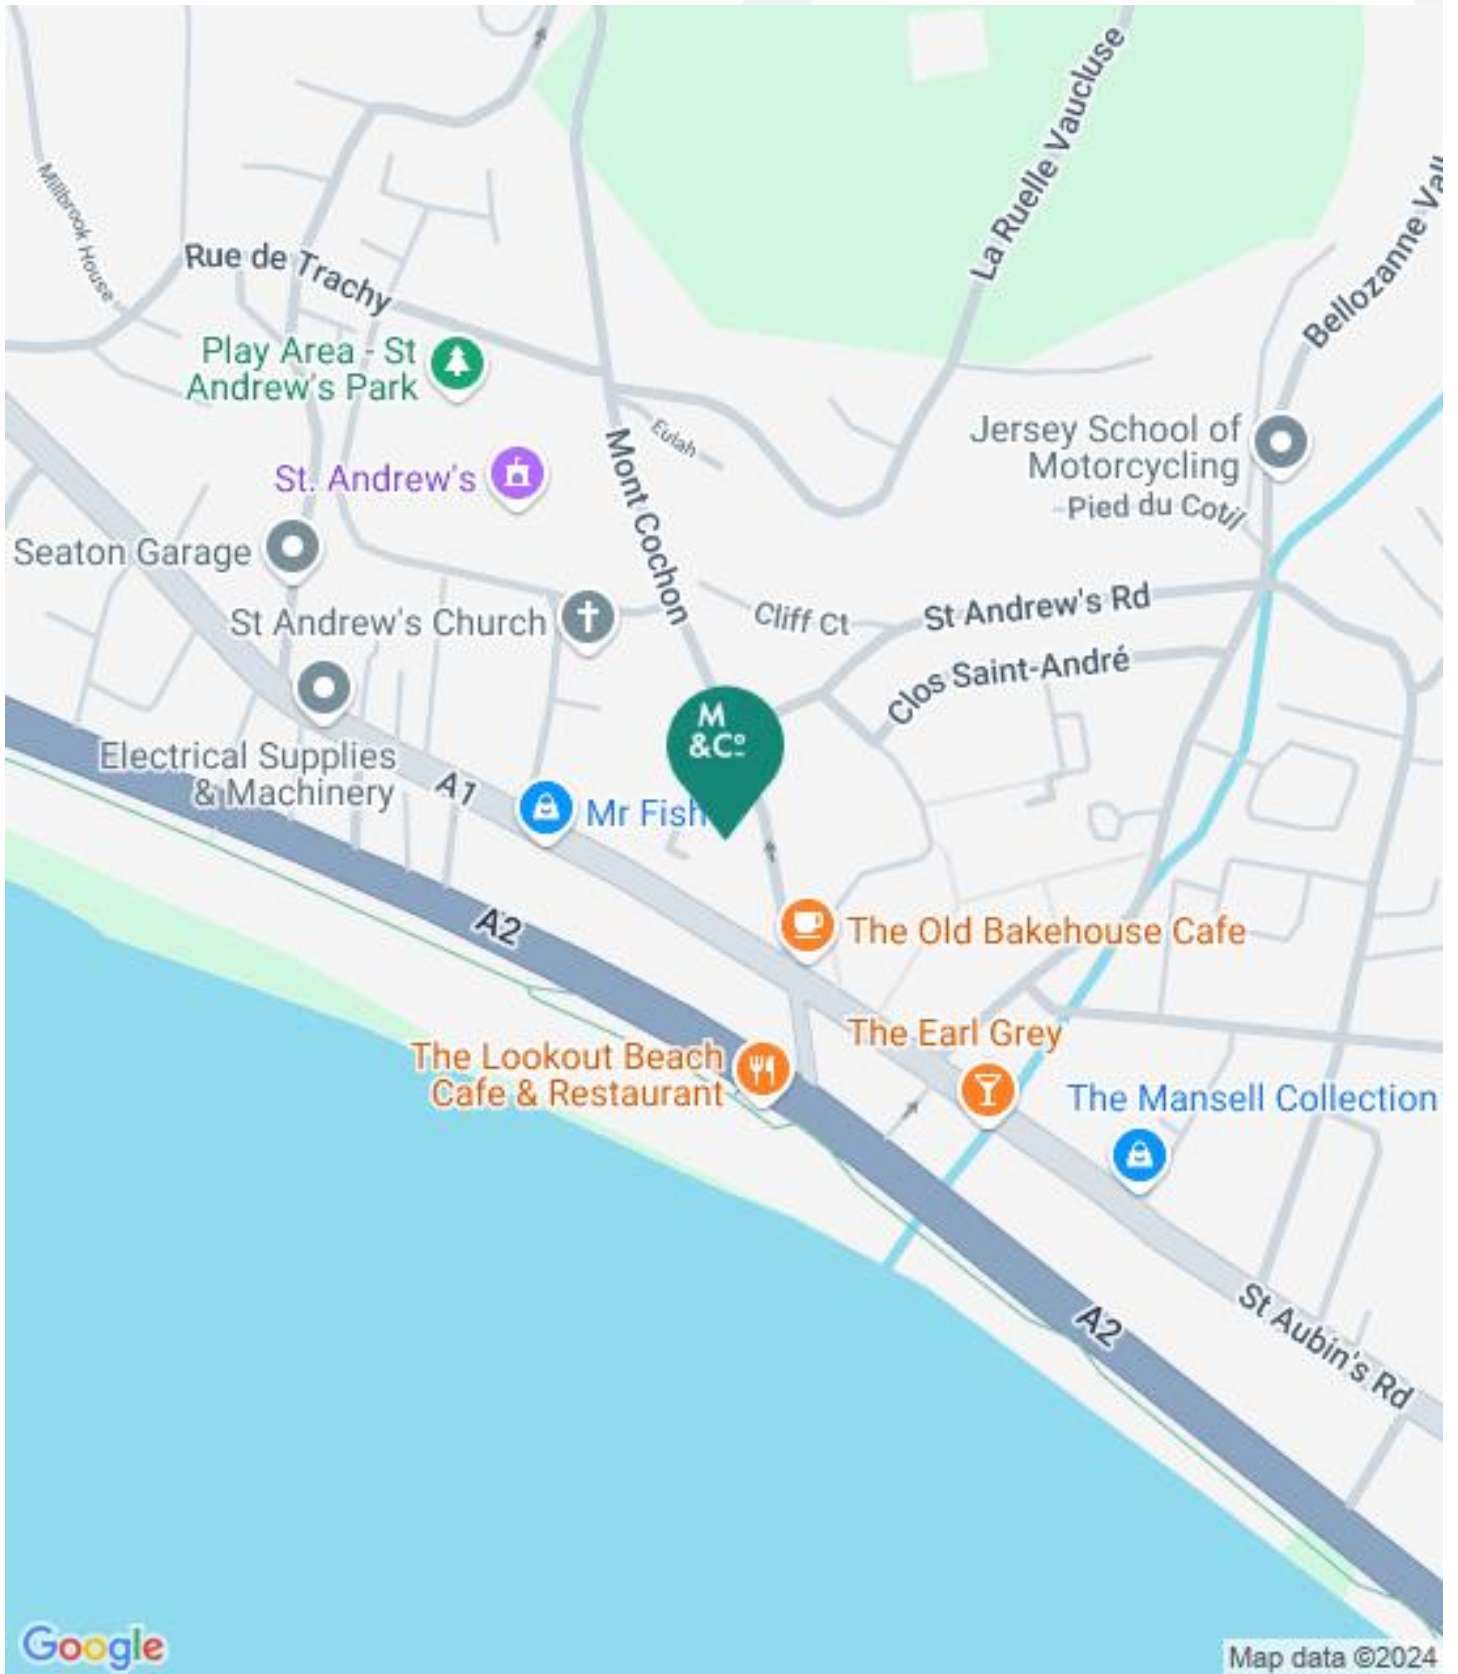 La Ruelle Vaucluse
Millbrook House
Bellozanne Vall
Rue de Trachy
Play Area - St
Andrew's Park
Eulah
Jersey School of
Motorcycling
Mont Cochon
St. Andrew's
Pied du Cotil
Seaton Garage
St Andrew's Church
Cliff Ct
St Andrew's Rd
Clos Saint-André
M
&Cº
Electrical Supplies
& Machinery
A1
Mr Fish
A2
The Old Bakehouse Cafe
The Earl Grey
The Lookout Beach
Cafe & Restaurant
The Mansell Collection
St Aubin's Rd
A2
Google
Map data ©2024